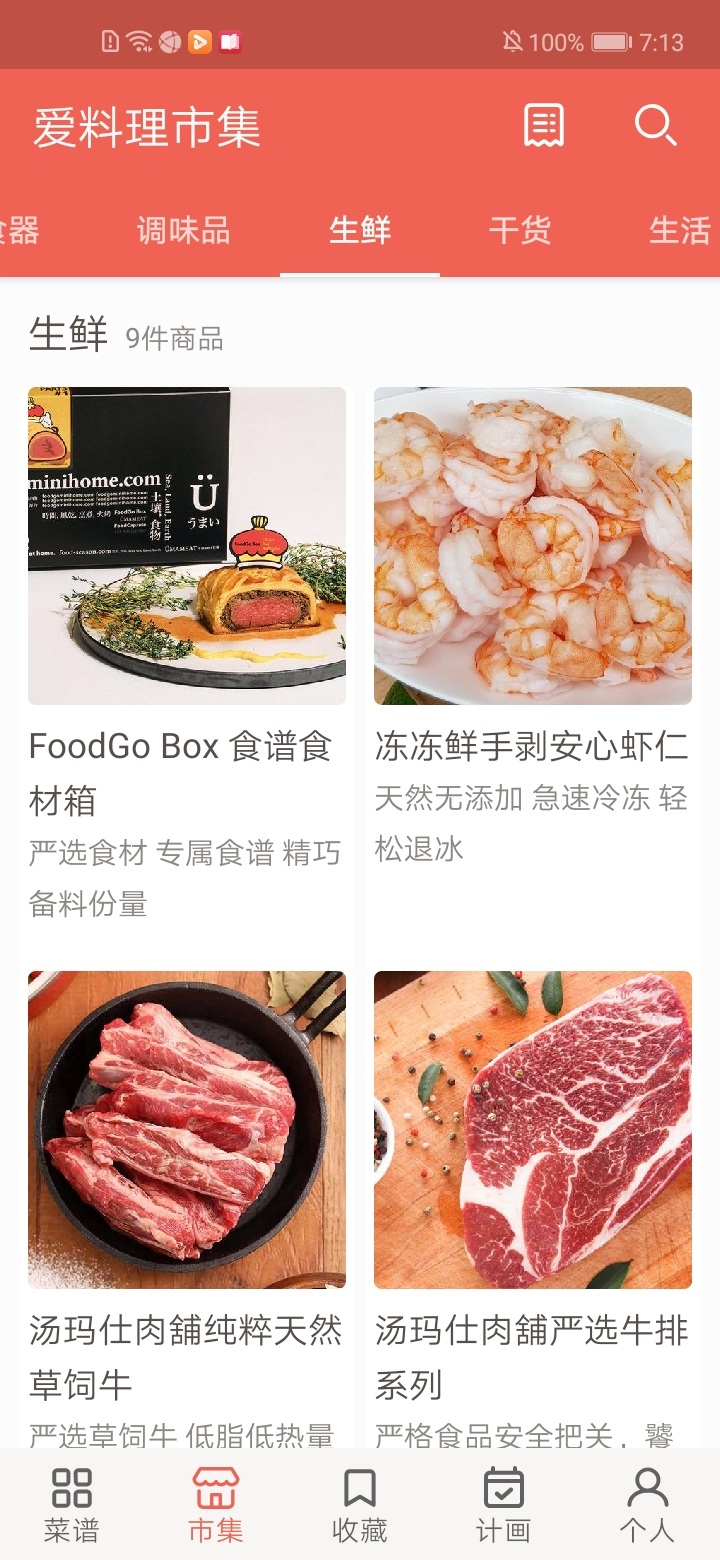 100% 7:13
爱料理市集
食器 调味品 生鲜 干货 生活
生鲜 9件商品
minihome.com
土壤食物
Ü
うまい
FoodGo Box 食谱食
材箱
严选食材 专属食谱 精巧
备料份量
冻冻鲜手剥安心虾仁
天然无添加 急速冷冻 轻
松退冰
汤玛仕肉舖纯粹天然
草饲牛
严选草饲牛 低脂低热量
汤玛仕肉舖严选牛排
系列
严格食品安全把关，饕
菜谱 市集 收藏 计画 个人